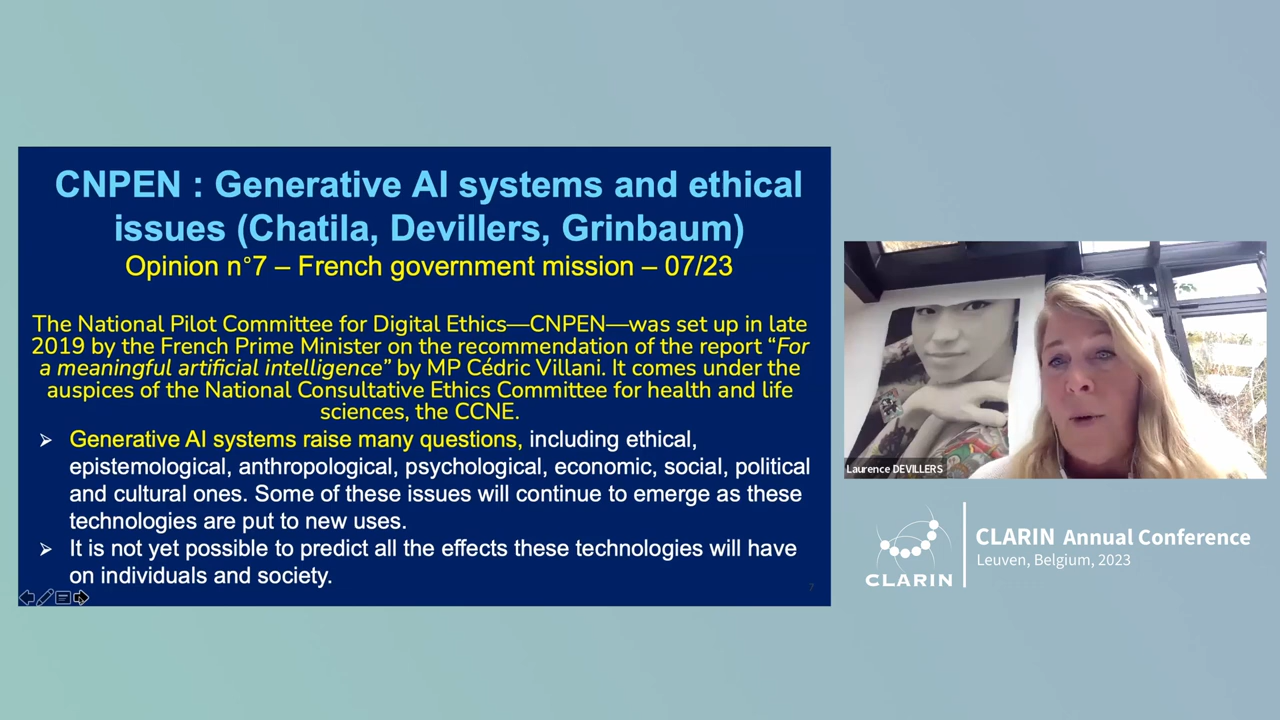 CNPEN : Generative AI systems and ethical
issues (Chatila, Devillers, Grinbaum)
Opinion n°7 – French government mission – 07/23
The National Pilot Committee for Digital Ethics—CNPEN—was set up in late
2019 by the French Prime Minister on the recommendation of the report “For
a meaningful artificial intelligence” by MP Cédric Villani. It comes under the
auspices of the National Consultative Ethics Committee for health and life
sciences, the CCNE.
➢ Generative AI systems raise many questions, including ethical,
epistemological, anthropological, psychological, economic, social, political
and cultural ones. Some of these issues will continue to emerge as these
technologies are put to new uses.
➢ It is not yet possible to predict all the effects these technologies will have
on individuals and society.
7
Laurence DEVILLERS
CLARIN
CLARIN Annual Conference
Leuven, Belgium, 2023